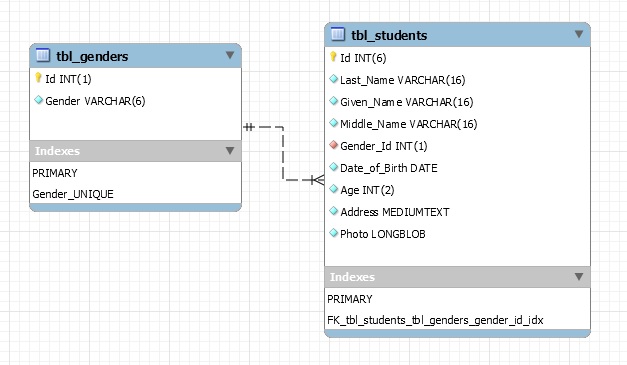 tbl_genders
Id INT(1)
Gender VARCHAR(6)
Indexes
PRIMARY
Gender_UNIQUE
tbl_students
Id INT(6)
Last_Name VARCHAR(16)
Given_Name VARCHAR(16)
Middle_Name VARCHAR(16)
Gender_Id INT(1)
Date_of_Birth DATE
Age INT(2)
Address MEDIUMTEXT
Photo LONGBLOB
Indexes
PRIMARY
FK_tbl_students_tbl_genders_gender_id_idx